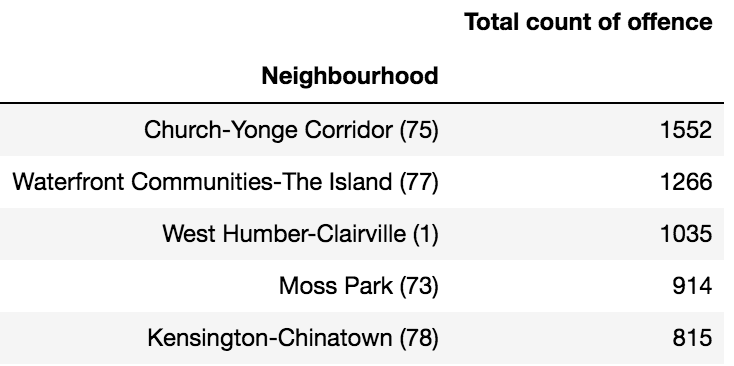 Total count of offence
Neighbourhood
Church-Yonge Corridor (75) 1552
Waterfront Communities-The Island (77) 1266
West Humber-Clairville (1) 1035
Moss Park (73) 914
Kensington-Chinatown (78) 815